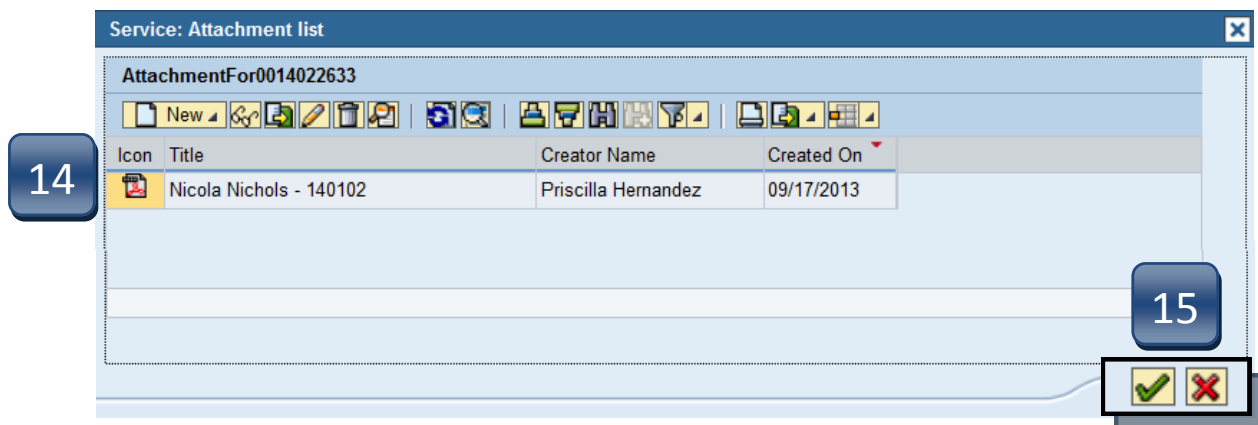 Service: Attachment list
AttachmentFor0014022633
New
Icon Title Creator Name Created On
14
Nicola Nichols - 140102 Priscilla Hernandez 09/17/2013
15